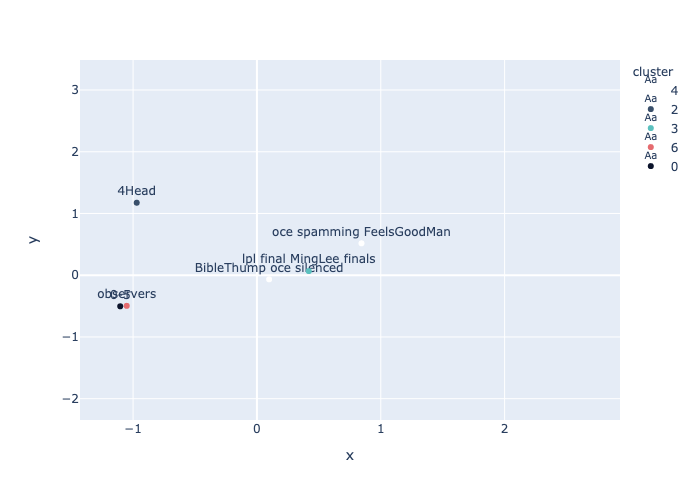 cluster
Aa 4
Aa 2
Aa 3
Aa 6
Aa 0
3
2
1
0
−1
−2
4Head
oce spamming FeelsGoodMan
lpl final MingLee finals
BibleThump oce silenced
observers
−1
0
1
2
x
y